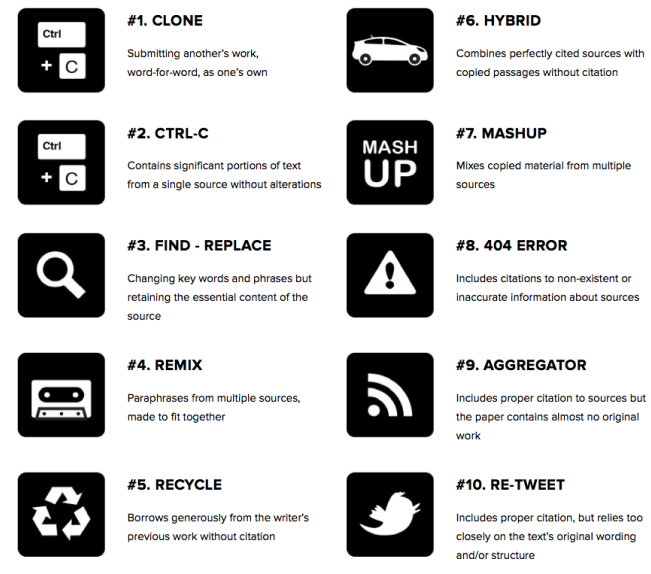 Ctrl
+ C
#1. CLONE
Submitting another's work,
word-for-word, as one's own
Ctrl
+ C
#2. CTRL-C
Contains significant portions of text
from a single source without alterations
#3. FIND - REPLACE
Changing key words and phrases but
retaining the essential content of the
source
#4. REMIX
Paraphrases from multiple sources,
made to fit together
#5. RECYCLE
Borrows generously from the writer's
previous work without citation
#6. HYBRID
Combines perfectly cited sources with
copied passages without citation
MASH
UP
#7. MASHUP
Mixes copied material from multiple
sources
#8. 404 ERROR
Includes citations to non-existent or
inaccurate information about sources
#9. AGGREGATOR
Includes proper citation to sources but
the paper contains almost no original
work
#10. RE-TWEET
Includes proper citation, but relies too
closely on the text's original wording
and/or structure